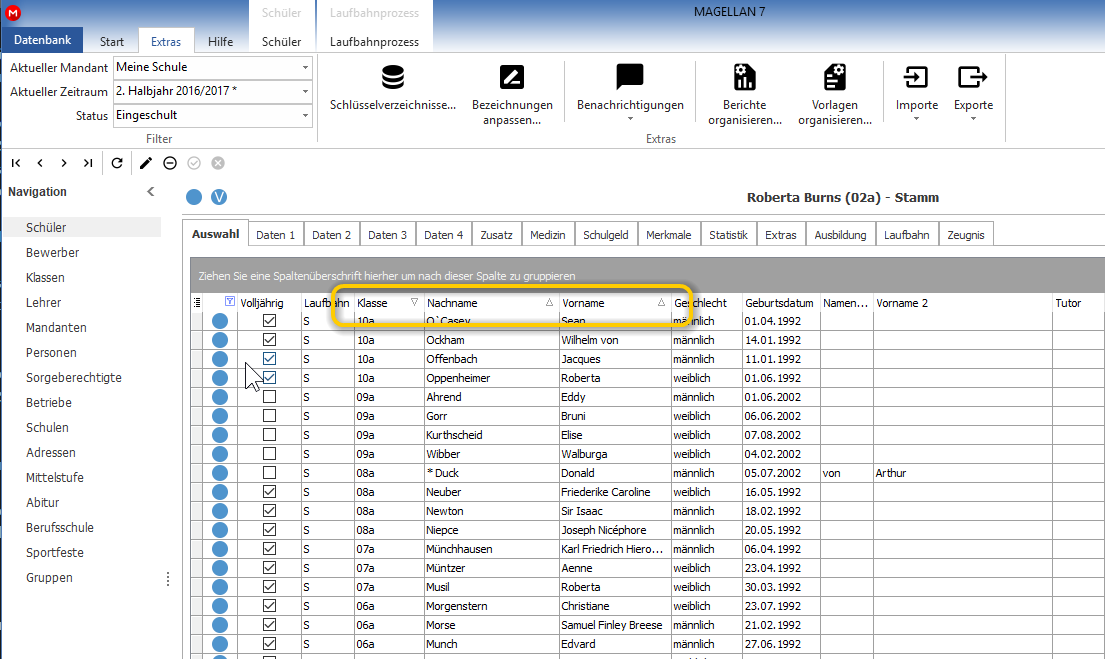 M Schüler Laufbahnprozess MAGELLAN 7
Datenbank Start Extras Hilfe Schüler Laufbahnprozess
Aktueller Mandant Meine Schule
Aktueller Zeitraum 2. Halbjahr 2016/2017 *
Status Eingeschult
Filter
Schlüsselverzeichnisse...
Bezeichnungen
anpassen...
Benachrichtigungen
Berichte
organisieren...
Vorlagen
organisieren...
Importe
Exporte
Extras
Navigation
Schüler
Bewerber
Klassen
Lehrer
Mandanten
Personen
Sorgeberechtigte
Betriebe
Schulen
Adressen
Mittelstufe
Abitur
Berufsschule
Sportfeste
Gruppen
V
Roberta Burns (02a) - Stamm
Auswahl Daten 1 Daten 2 Daten 3 Daten 4 Zusatz Medizin Schulgeld Merkmale Statistik Extras Ausbildung Laufbahn Zeugnis
Ziehen Sie eine Spaltenüberschrift hierher um nach dieser Spalte zu gruppieren
Volljährig Laufbahn Klasse Nachname Vorname Geschlecht Geburtsdatum Namen... Vorname 2 Tutor
S 10a O`Casey Sean männlich 01.04.1992
S 10a Ockham Wilhelm von männlich 14.01.1992
S 10a Offenbach Jacques männlich 11.01.1992
S 10a Oppenheimer Roberta weiblich 01.06.1992
S 09a Ahrend Eddy männlich 01.06.2002
S 09a Gorr Bruni weiblich 06.06.2002
S 09a Kurthscheid Elise weiblich 07.08.2002
S 09a Wibber Walburga weiblich 04.02.2002
S 08a * Duck Donald männlich 05.07.2002 von Arthur
S 08a Neuber Friederike Caroline weiblich 16.05.1992
S 08a Newton Sir Isaac männlich 18.02.1992
S 08a Niepce Joseph Nicéphore männlich 20.05.1992
S 07a Münchhausen Karl Friedrich Hiero... männlich 06.04.1992
S 07a Müntzer Aenne weiblich 23.04.1992
S 07a Musil Roberta weiblich 30.03.1992
S 06a Morgenstern Christiane weiblich 23.07.1992
S 06a Morse Samuel Finley Breese männlich 21.02.1992
S 06a Munch Edvard männlich 27.06.1992